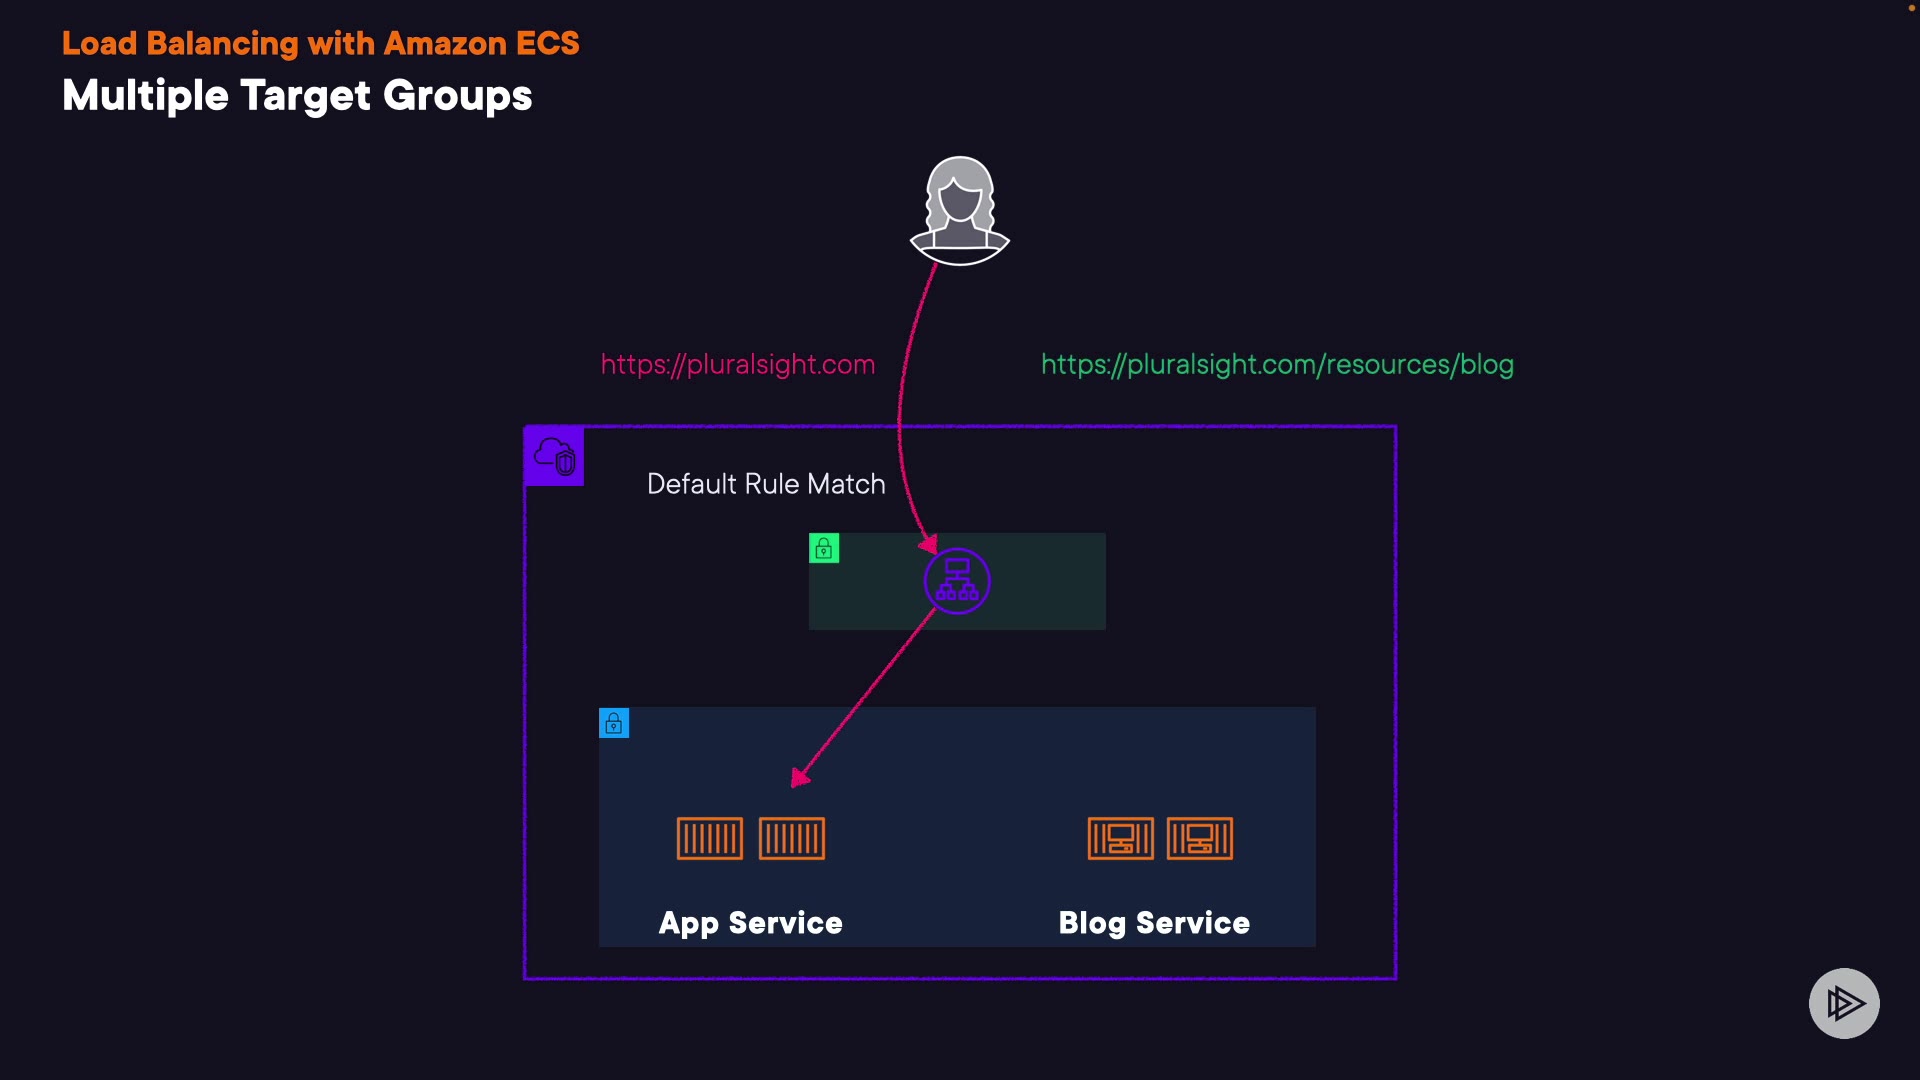 Load Balancing with Amazon ECS
Multiple Target Groups
https://pluralsight.com
https://pluralsight.com/resources/blog
Default Rule Match
App Service
Blog Service